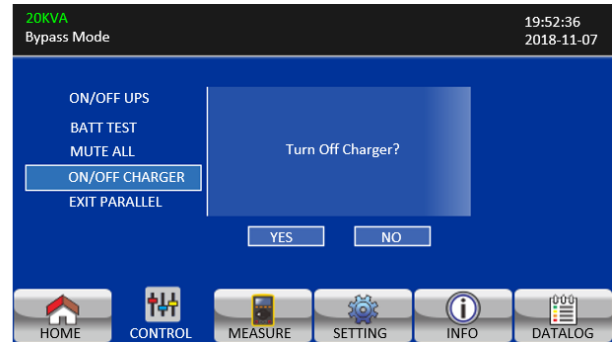 20KVA
Bypass Mode
19:52:36
2018-11-07
ON/OFF UPS
BATT TEST
MUTE ALL
ON/OFF CHARGER
EXIT PARALLEL
Turn Off Charger?
YES NO
HOME CONTROL MEASURE SETTING INFO DATALOG